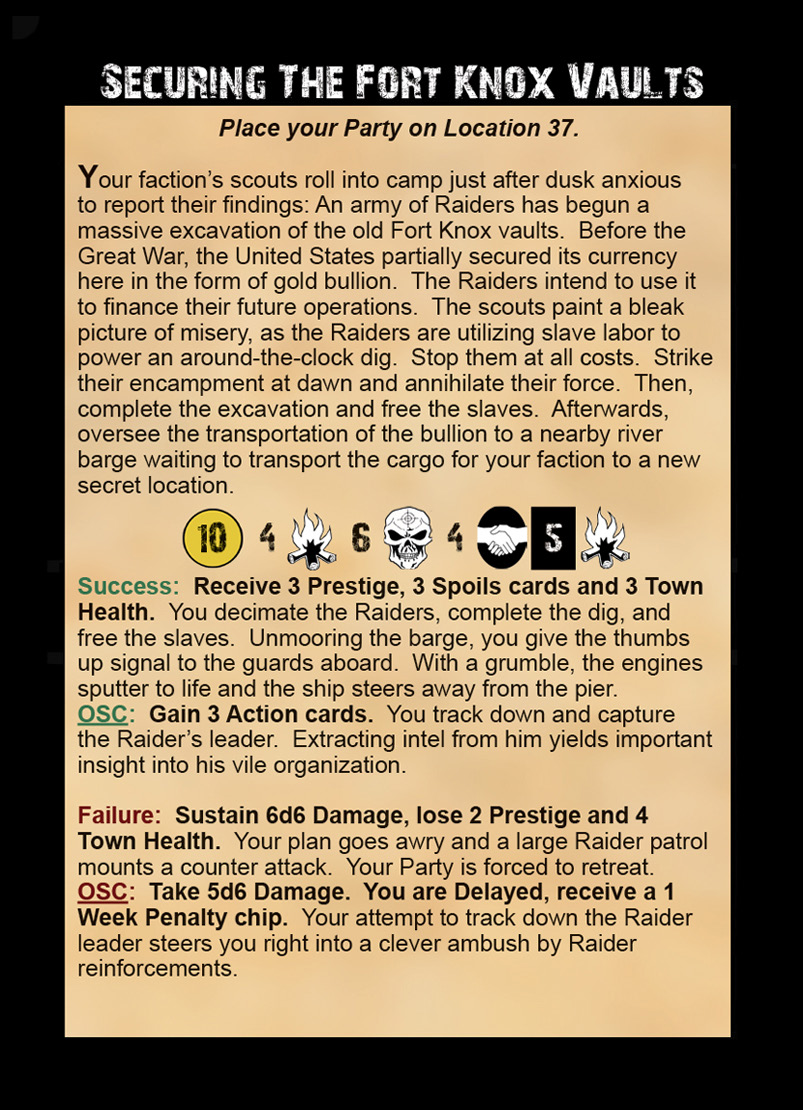 Securing The Fort Knox Vaults
Place your Party on Location 37.
Your faction's scouts roll into camp just after dusk anxious
to report their findings: An army of Raiders has begun a
massive excavation of the old Fort Knox vaults.  Before the
Great War, the United States partially secured its currency
here in the form of gold bullion.  The Raiders intend to use it
to finance their future operations.  The scouts paint a bleak
picture of misery, as the Raiders are utilizing slave labor to
power an around-the-clock dig.  Stop them at all costs.  Strike
their encampment at dawn and annihilate their force.  Then,
complete the excavation and free the slaves.  Afterwards,
oversee the transportation of the bullion to a nearby river
barge waiting to transport the cargo for your faction to a new
secret location.
10 4 6 4 5
Success:  Receive 3 Prestige, 3 Spoils cards and 3 Town
Health.  You decimate the Raiders, complete the dig, and
free the slaves.  Unmooring the barge, you give the thumbs
up signal to the guards aboard.  With a grumble, the engines
sputter to life and the ship steers away from the pier.
OSC:  Gain 3 Action cards.  You track down and capture
the Raider's leader.  Extracting intel from him yields important
insight into his vile organization.
Failure:  Sustain 6d6 Damage, lose 2 Prestige and 4
Town Health.  Your plan goes awry and a large Raider patrol
mounts a counter attack.  Your Party is forced to retreat.
OSC:  Take 5d6 Damage.  You are Delayed, receive a 1
Week Penalty chip.  Your attempt to track down the Raider
leader steers you right into a clever ambush by Raider
reinforcements.